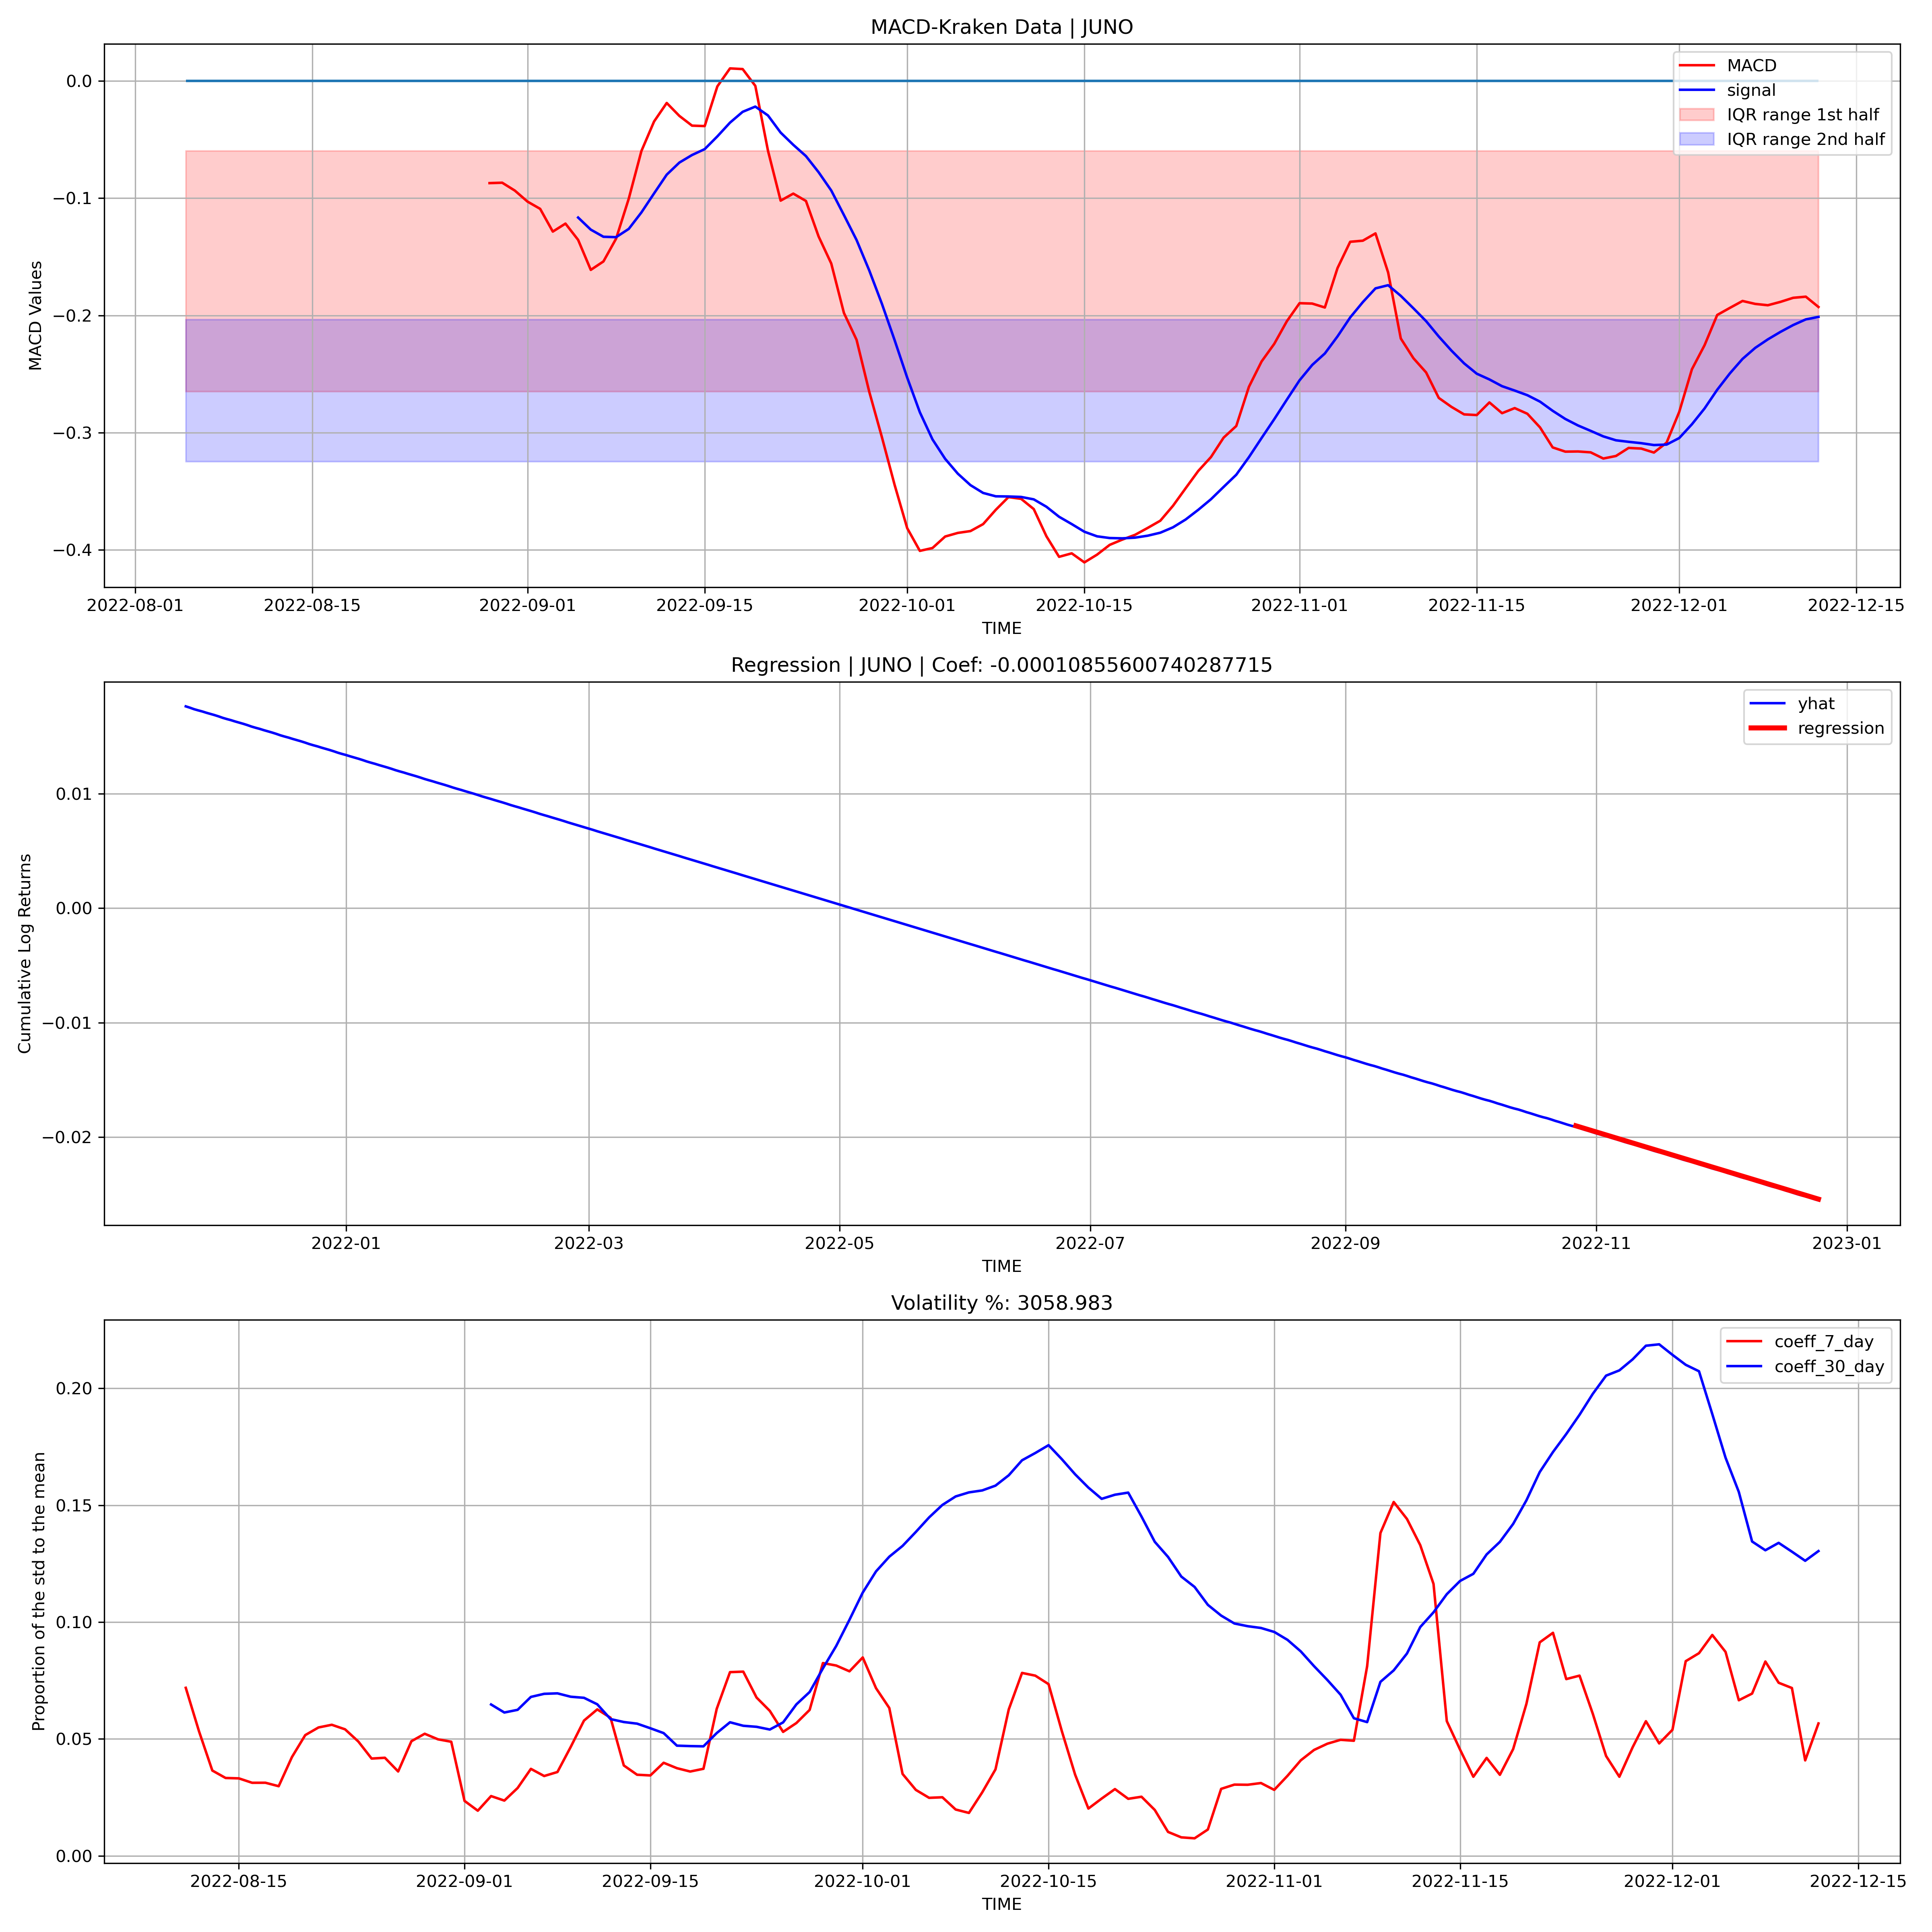 MACD-Kraken Data | JUNO
MACD
signal
IQR range 1st half
IQR range 2nd half
MACD Values
0.0
−0.1
−0.2
−0.3
−0.4
2022-08-01 2022-08-15 2022-09-01 2022-09-15 2022-10-01 2022-10-15 2022-11-01 2022-11-15 2022-12-01 2022-12-15
TIME
Regression | JUNO | Coef: -0.00010855600740287715
yhat
regression
Cumulative Log Returns
0.01
0.00
−0.01
−0.02
2022-01 2022-03 2022-05 2022-07 2022-09 2022-11 2023-01
TIME
Volatility %: 3058.983
coeff_7_day
coeff_30_day
Proportion of the std to the mean
0.20
0.15
0.10
0.05
0.00
2022-08-15 2022-09-01 2022-09-15 2022-10-01 2022-10-15 2022-11-01 2022-11-15 2022-12-01 2022-12-15
TIME